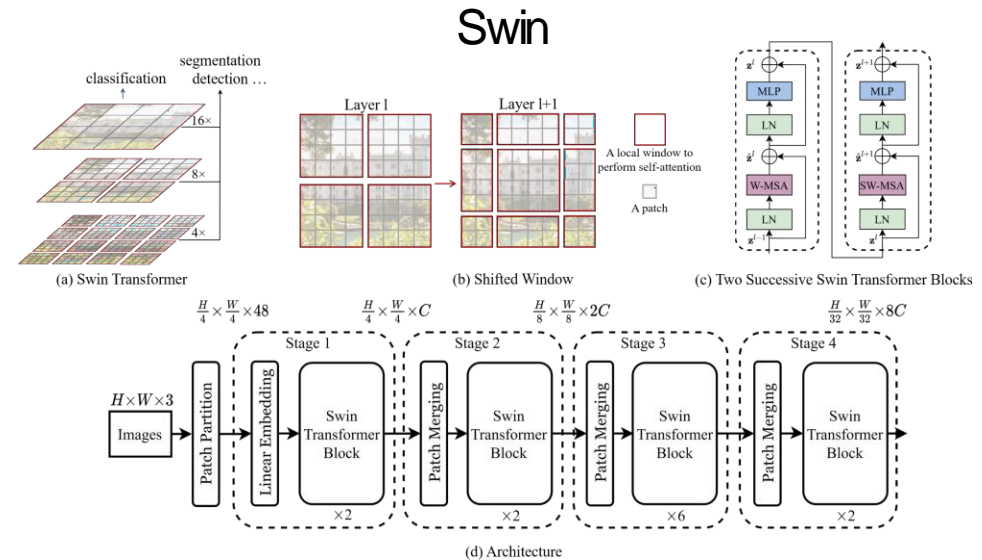 Swin
classification
segmentation
detection ...
16×
8×
4×
(a) Swin Transformer
Layer l
Layer l+1
A local window to
perform self-attention
A patch
(b) Shifted Window
z^l
MLP
LN
ẑ^l
W-MSA
LN
z^{l-1}
z^{l+1}
MLP
LN
ẑ^{l+1}
SW-MSA
LN
z^l
(c) Two Successive Swin Transformer Blocks
H/4 × W/4 × 48
H/4 × W/4 × C
H/8 × W/8 × 2C
H/32 × W/32 × 8C
Stage 1
Stage 2
Stage 3
Stage 4
H×W×3
Images
Patch Partition
Linear Embedding
Swin
Transformer
Block
×2
Patch Merging
Swin
Transformer
Block
×2
Patch Merging
Swin
Transformer
Block
×6
Patch Merging
Swin
Transformer
Block
×2
(d) Architecture